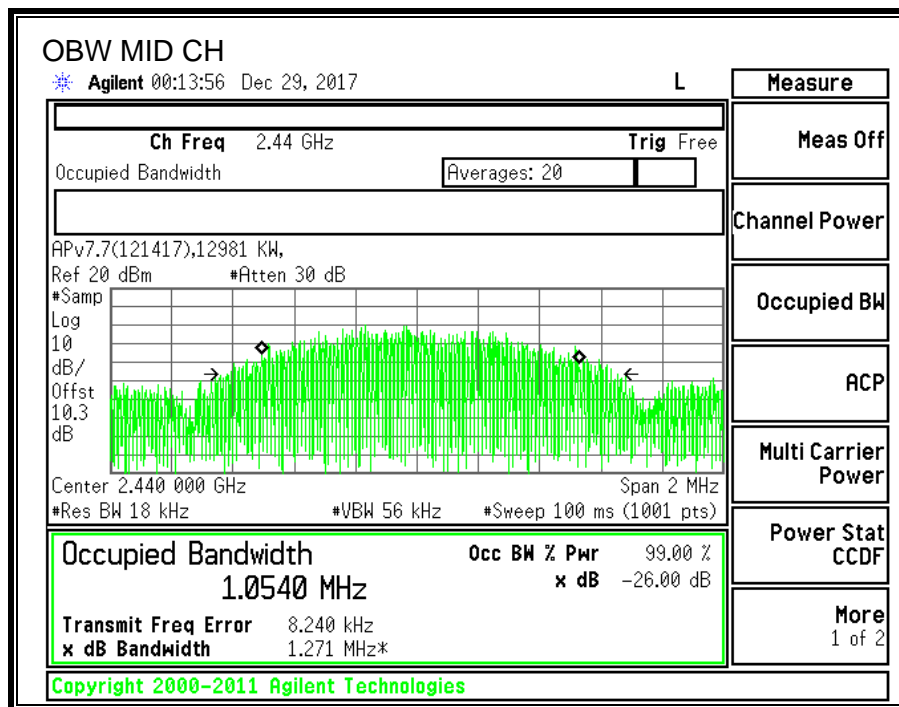 OBW MID CH
Agilent 00:13:56 Dec 29, 2017 L
Measure
Ch Freq 2.44 GHz Trig Free
Meas Off
Occupied Bandwidth Averages: 20
Channel Power
APv7.7(121417),12981 KW,
Ref 20 dBm #Atten 30 dB
#Samp
Log
10
dB/
Offst
10.3
dB
Occupied BW
ACP
Multi Carrier
Power
Center 2.440 000 GHz Span 2 MHz
#Res BW 18 kHz #VBW 56 kHz #Sweep 100 ms (1001 pts)
Power Stat
CCDF
Occupied Bandwidth Occ BW % Pwr 99.00 %
1.0540 MHz x dB -26.00 dB
Transmit Freq Error 8.240 kHz
x dB Bandwidth 1.271 MHz*
More
1 of 2
Copyright 2000-2011 Agilent Technologies